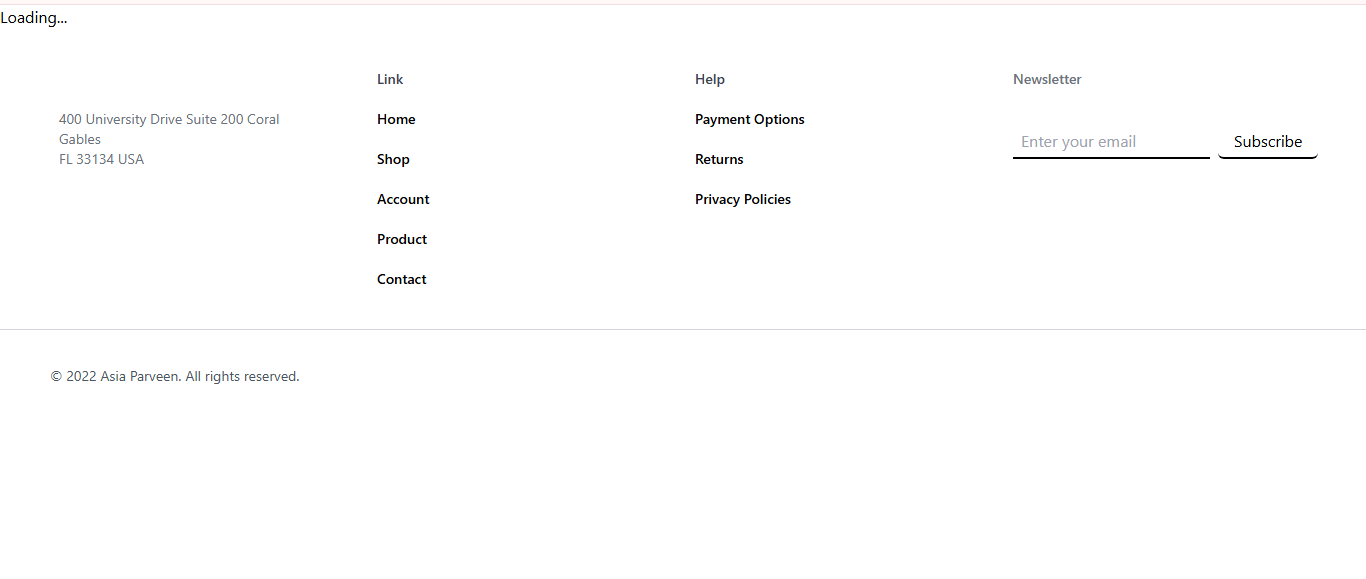 Loading...
400 University Drive Suite 200 Coral
Gables
FL 33134 USA
Link
Home
Shop
Account
Product
Contact
Help
Payment Options
Returns
Privacy Policies
Newsletter
Enter your email
Subscribe
© 2022 Asia Parveen. All rights reserved.